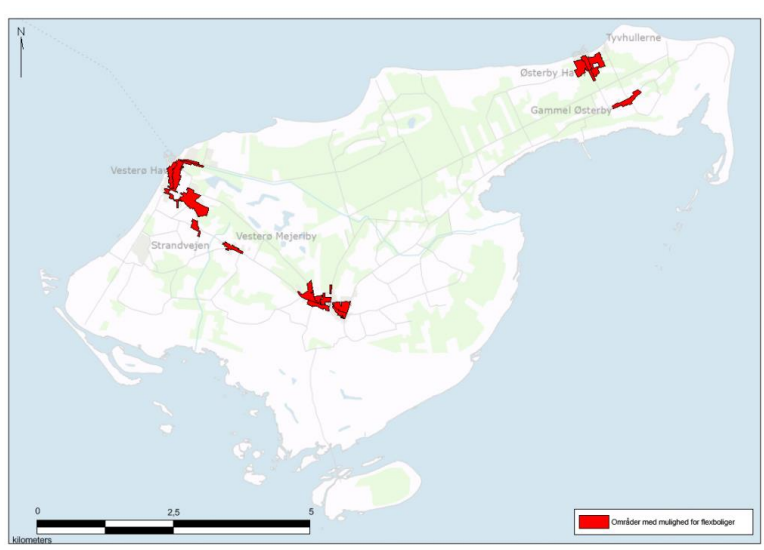 N
Tyvhullerne
Østerby Ha
Gammel Østerby
Vesterø Ha
Vesterø Mejeriby
Strandvejen
0 2,5 5
kilometers
Områder med mulighed for flexboliger